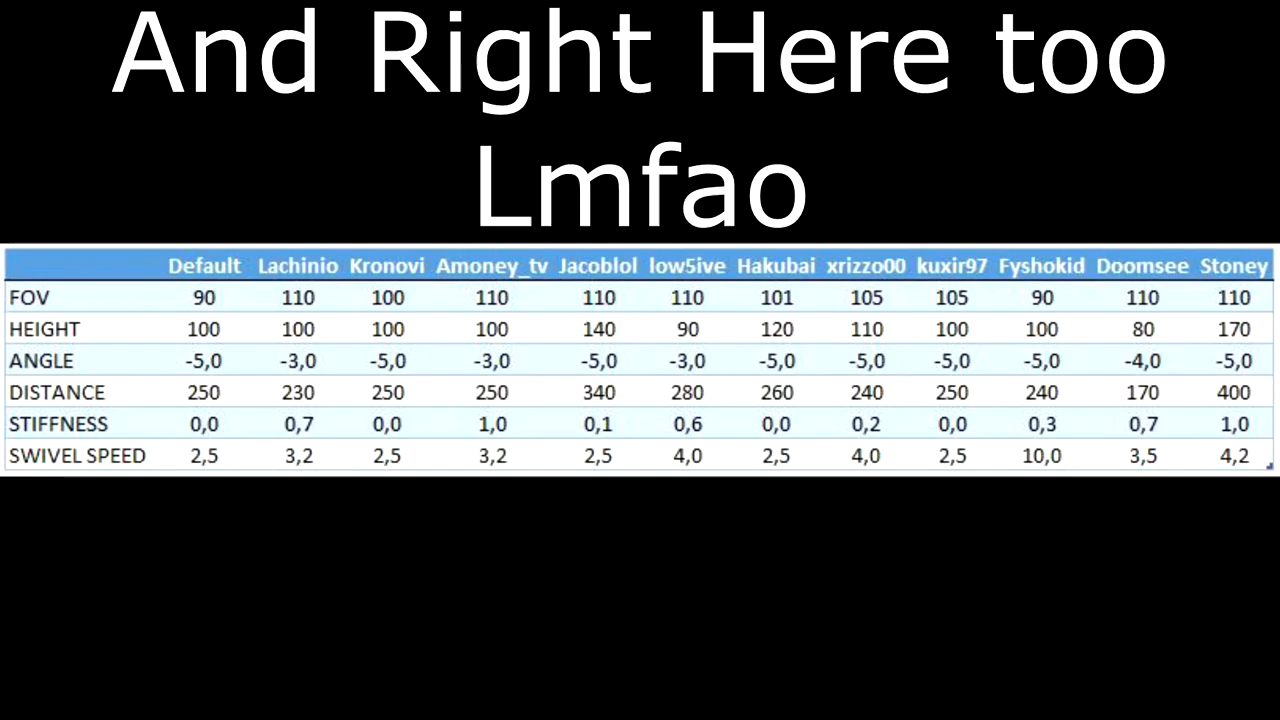 And Right Here too
Lmfao
Default Lachinio Kronovi Amoney_tv Jacoblol low5ive Hakubai xrizzo00 kuxir97 Fyshokid Doomsee Stoney
FOV 90 110 100 110 110 110 101 105 105 90 110 110
HEIGHT 100 100 100 100 140 90 120 110 100 100 80 170
ANGLE -5,0 -3,0 -5,0 -3,0 -5,0 -3,0 -5,0 -5,0 -5,0 -5,0 -4,0 -5,0
DISTANCE 250 230 250 250 340 280 260 240 250 240 170 400
STIFFNESS 0,0 0,7 0,0 1,0 0,1 0,6 0,0 0,2 0,0 0,3 0,7 1,0
SWIVEL SPEED 2,5 3,2 2,5 3,2 2,5 4,0 2,5 4,0 2,5 10,0 3,5 4,2